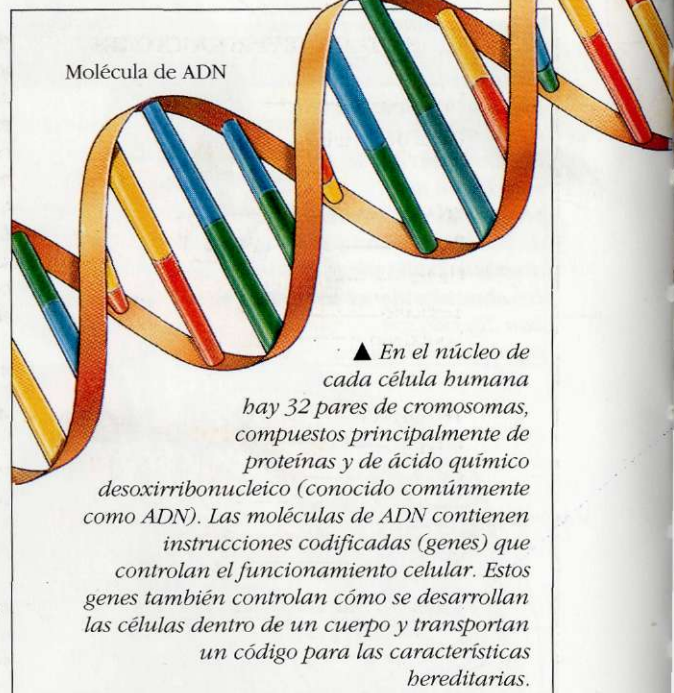 Molécula de ADN
▲ En el núcleo de
cada célula humana
hay 32 pares de cromosomas,
compuestos principalmente de
proteínas y de ácido químico
desoxirribonucleico (conocido comúnmente
como ADN). Las moléculas de ADN contienen
instrucciones codificadas (genes) que
controlan el funcionamiento celular. Estos
genes también controlan cómo se desarrollan
las células dentro de un cuerpo y transportan
un código para las características
hereditarias.